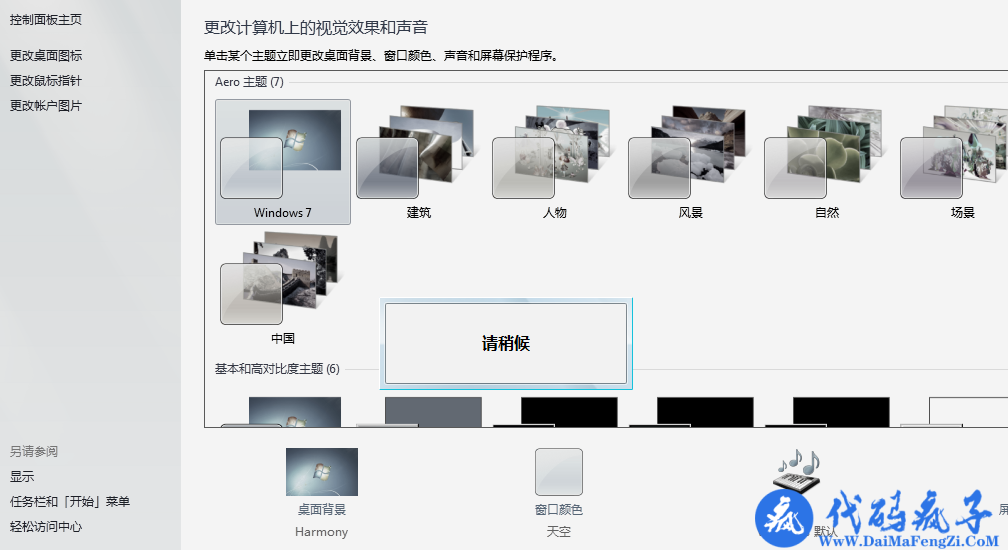 控制面板主页
更改桌面图标
更改鼠标指针
更改帐户图片
更改计算机上的视觉效果和声音
单击某个主题立即更改桌面背景、窗口颜色、声音和屏幕保护程序。
Aero 主题 (7)
Windows 7
建筑
人物
风景
自然
场景
中国
请稍候
基本和高对比度主题 (6)
另请参阅
显示
任务栏和「开始」菜单
轻松访问中心
桌面背景
Harmony
窗口颜色
天空
默认
屏
疯
代码疯子
Www.DaiMaFengZi.CoM